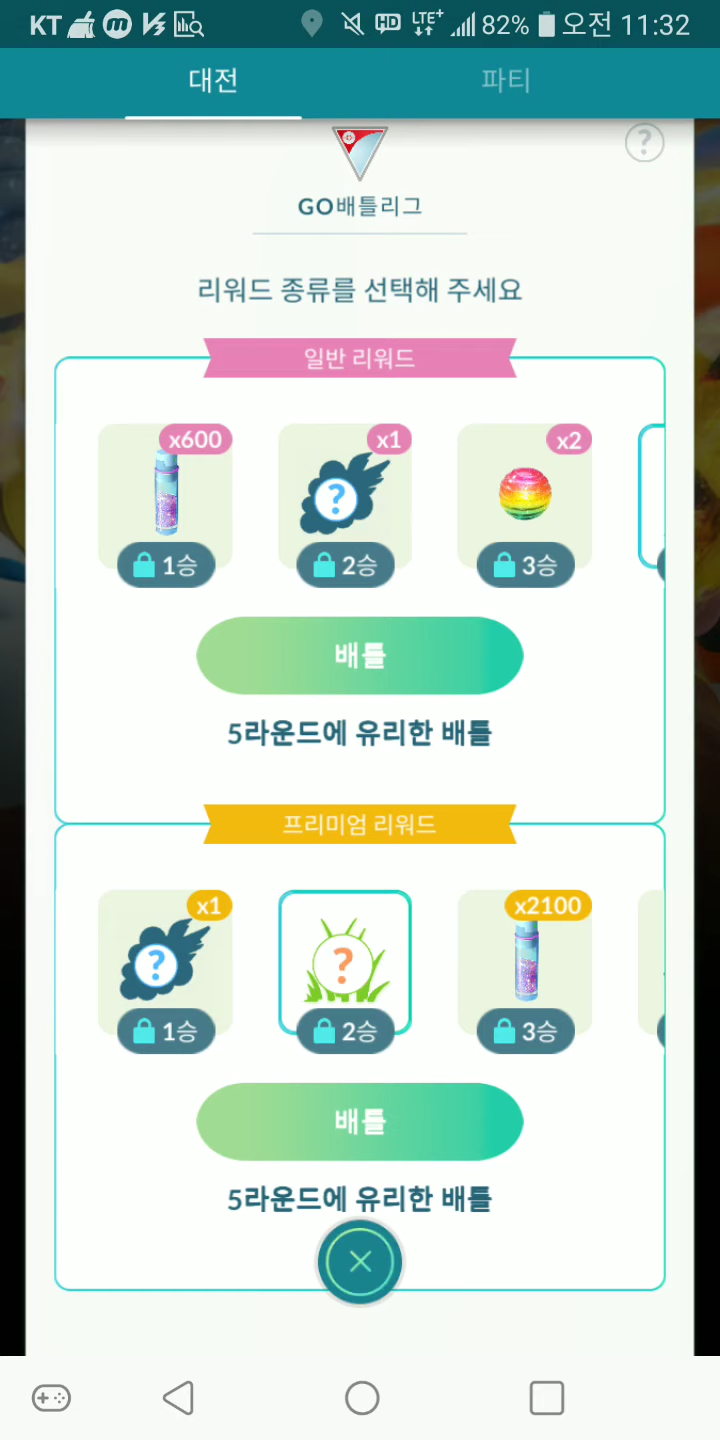 KT 82% 오전 11:32
HD LTE+
대전 파티
?
GO배틀리그
리워드 종류를 선택해 주세요
일반 리워드
x600 x1 x2
?
1승 2승 3승
배틀
5라운드에 유리한 배틀
프리미엄 리워드
x1 x2100
? ?
1승 2승 3승
배틀
5라운드에 유리한 배틀